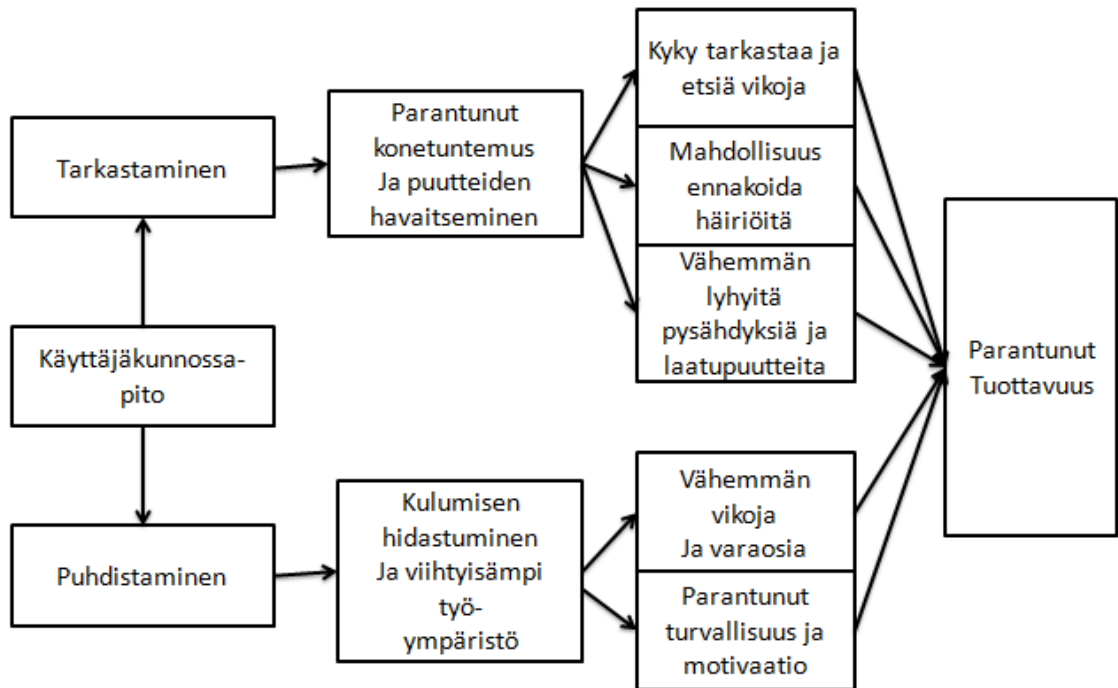 Tarkastaminen
Käyttäjäkunnossa-
pito
Puhdistaminen
Parantunut
konetuntemus
Ja puutteiden
havaitseminen
Kulumisen
hidastuminen
Ja viihtyisämpi
työ-
ympäristö
Kyky tarkastaa ja
etsiä vikoja
Mahdollisuus
ennakoida
häiriöitä
Vähemmän
lyhyitä
pysähdyksiä ja
laatupuutteita
Vähemmän
vikoja
Ja varaosia
Parantunut
turvallisuus ja
motivaatio
Parantunut
Tuottavuus